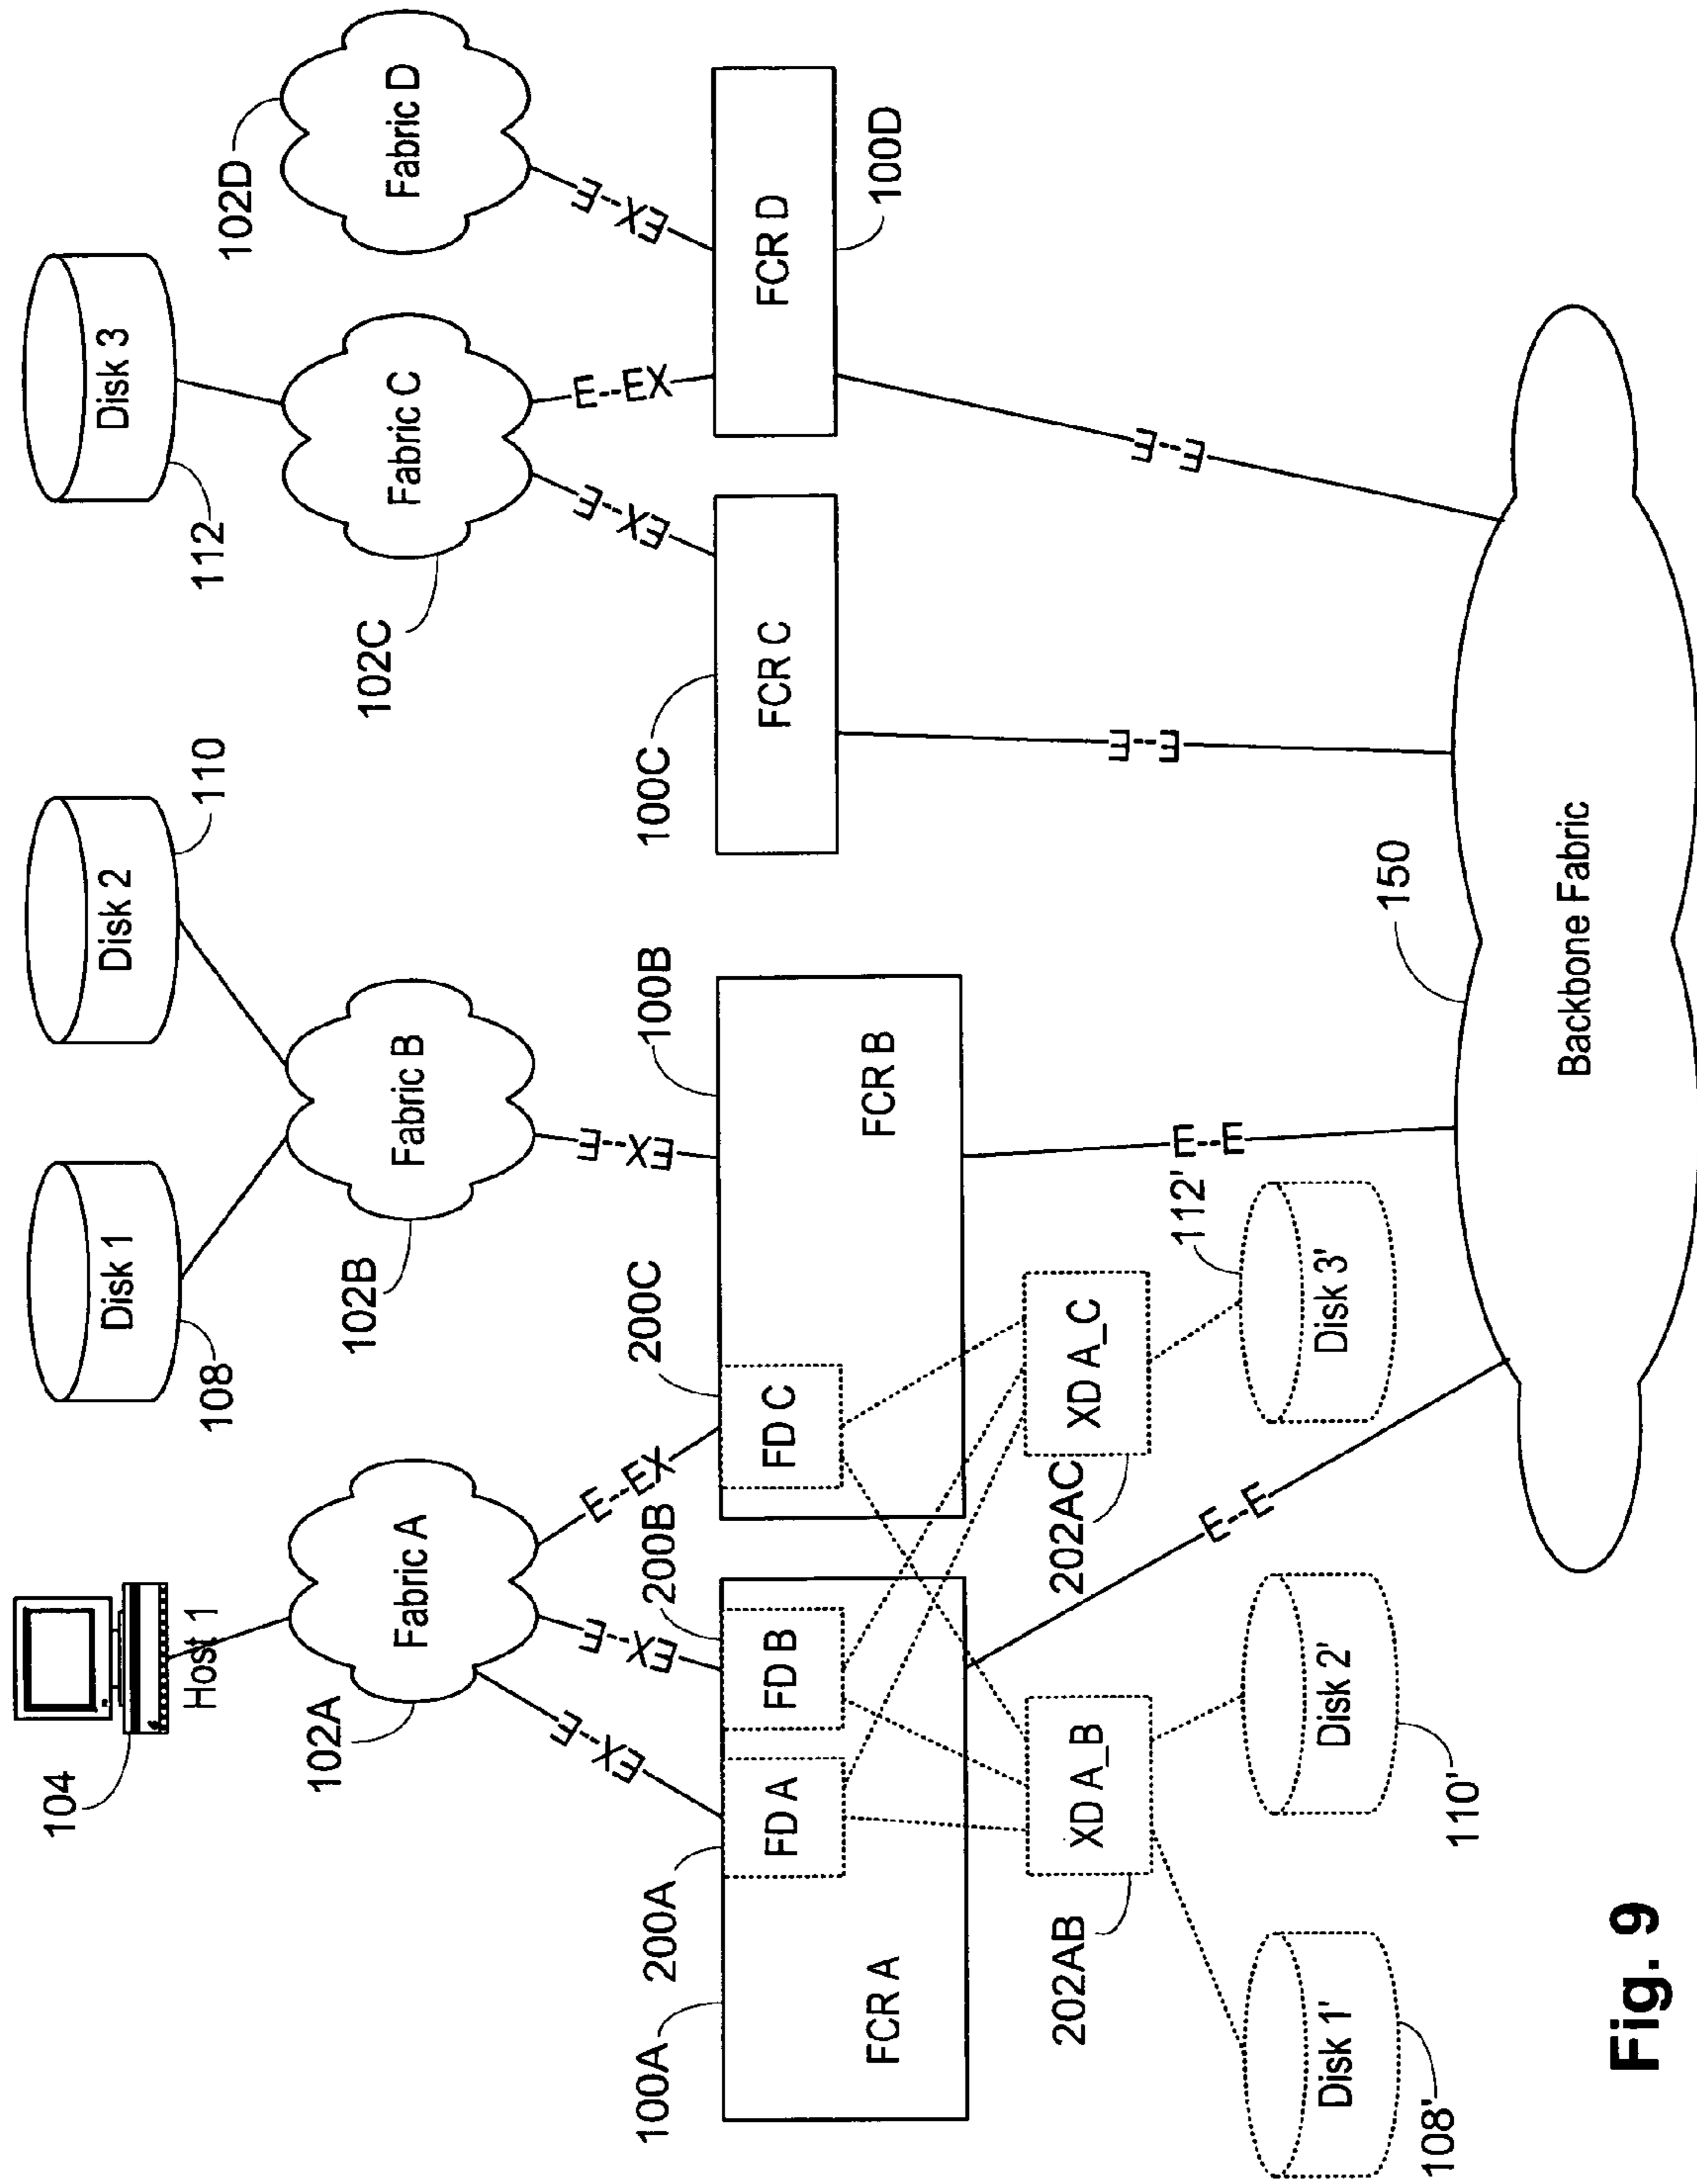 104
Host 1
108
Disk 1
Disk 2
110
112
Disk 3
102D
102A
Fabric A
102B
Fabric B
102C
Fabric C
Fabric D
E--EX
E--EX
E--EX
E--EX
E--EX
E--EX
E--EX
100A
200A
200B
200C
100B
100C
100D
FD A
FD B
FD C
FCR A
FCR B
FCR C
FCR D
202AB
XD A_B
202AC
XD A_C
112'
E--E
E--E
E--E
E--E
108'
Disk 1'
110'
Disk 2'
Disk 3'
150
Backbone Fabric
Fig. 9